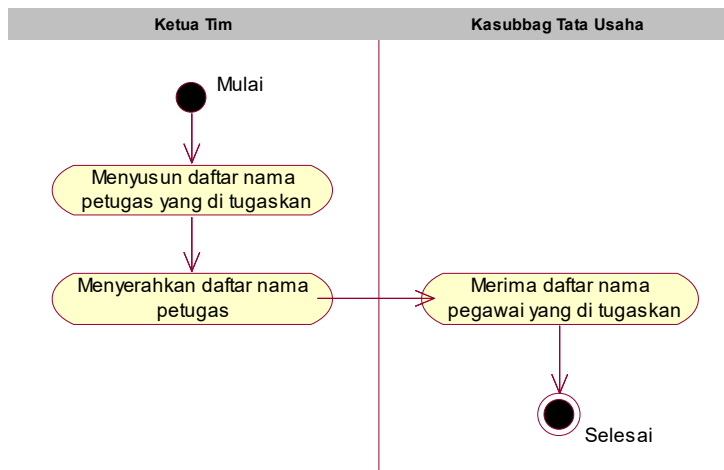 Ketua Tim
Kasubbag Tata Usaha
Mulai
Menyusun daftar nama
petugas yang di tugaskan
Menyerahkan daftar nama
petugas
Merima daftar nama
pegawai yang di tugaskan
Selesai